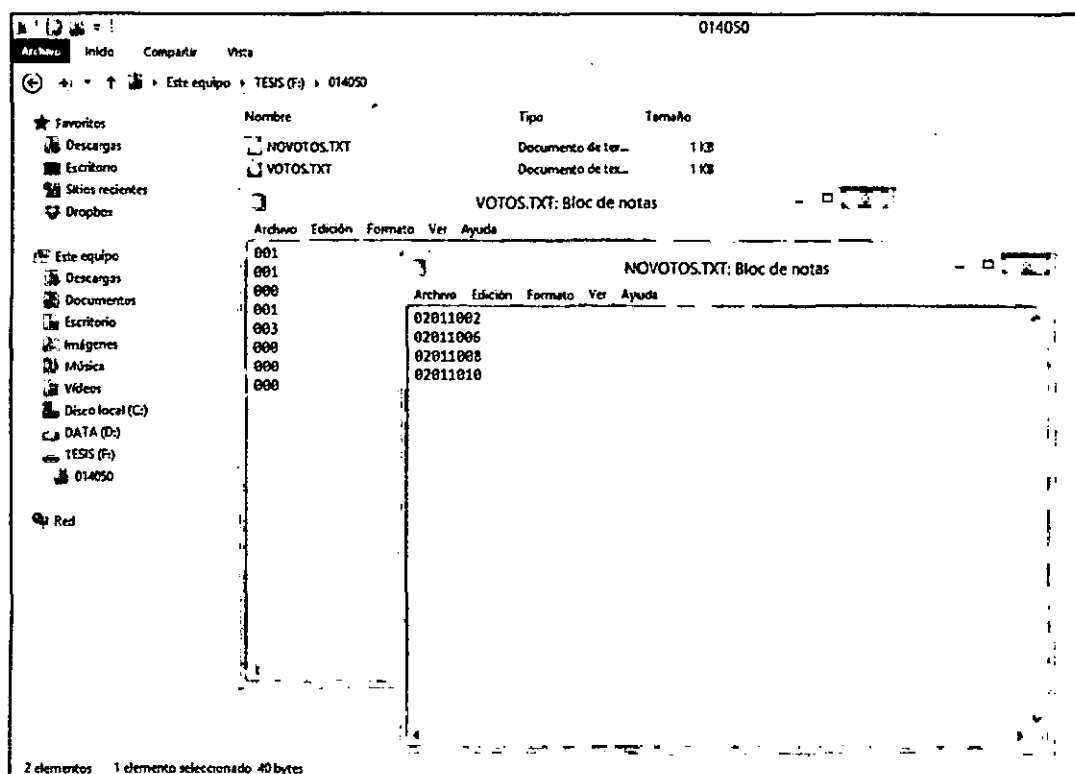 014050
Archivo Inicio Compartir Vista
Este equipo TESIS (F:) 014050
Nombre Tipo Tamaño
Favoritos
Descargas
Escritorio
Sitios recientes
Dropbox
Este equipo
Descargas
Documentos
Escritorio
Imágenes
Música
Vídeos
Disco local (C:)
DATA (D:)
TESIS (F:)
014050
Red
NOVOTOS.TXT Documento de tex... 1 KB
VOTOS.TXT Documento de tex... 1 KB
VOTOS.TXT: Bloc de notas
Archivo Edición Formato Ver Ayuda
001
001
000
001
003
000
000
000
NOVOTOS.TXT: Bloc de notas
Archivo Edición Formato Ver Ayuda
02011002
02011006
02011008
02011010
2 elementos 1 elemento seleccionado 40 bytes